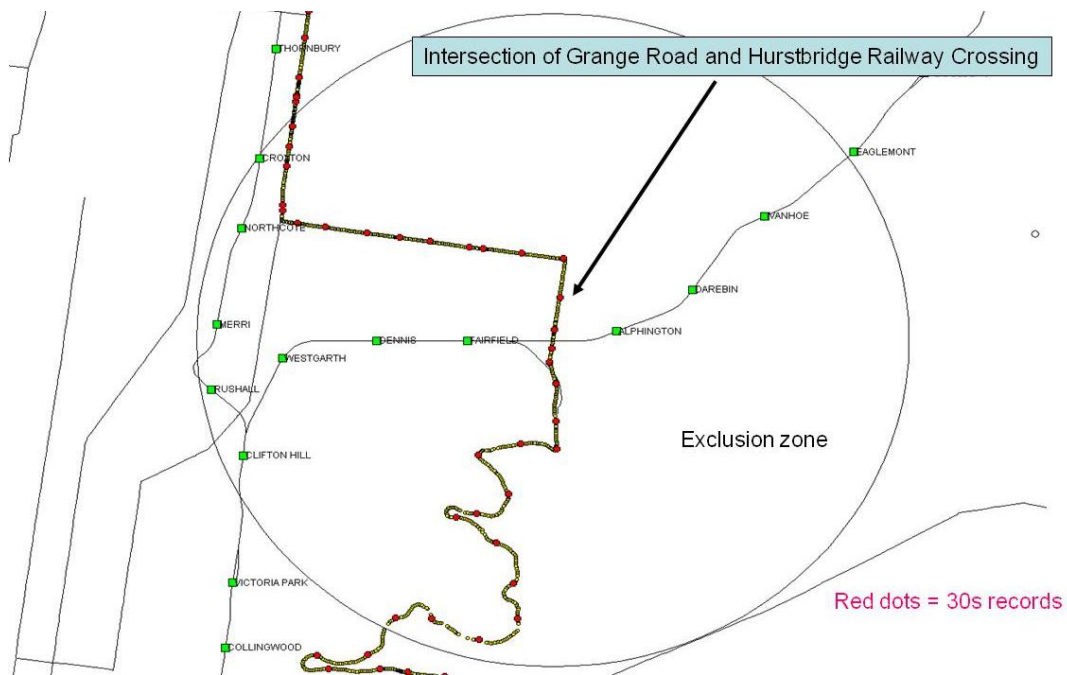 THORNBURY
Intersection of Grange Road and Hurstbridge Railway Crossing
CROXTON
EAGLEMONT
IVANHOE
NORTHCOTE
DAREBIN
MERRI
ALPHINGTON
DENNIS
FAIRFIELD
WESTGARTH
RUSHALL
Exclusion zone
CLIFTON HILL
VICTORIA PARK
Red dots = 30s records
COLLINGWOOD